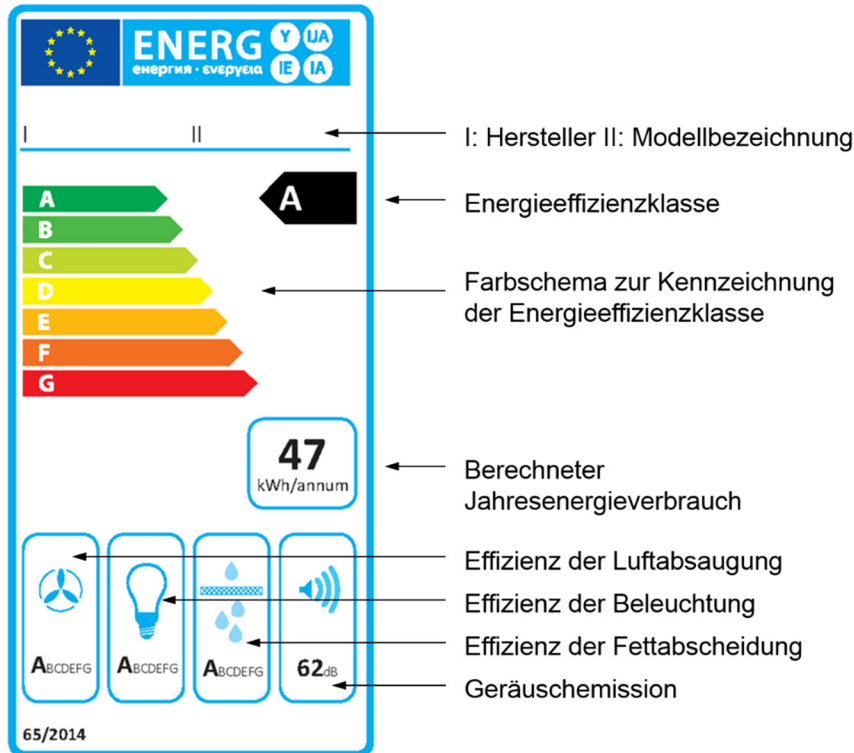 ENERG Y UA
енергия · ενεργεια IE IA
I II
I: Hersteller II: Modellbezeichnung
A
A
Energieeffizienzklasse
B
C
D
E
F
G
Farbschema zur Kennzeichnung
der Energieeffizienzklasse
47
kWh/annum
Berechneter
Jahresenergieverbrauch
Effizienz der Luftabsaugung
Effizienz der Beleuchtung
Effizienz der Fettabscheidung
Geräuschemission
ABCDEFG
ABCDEFG
ABCDEFG
62dB
65/2014